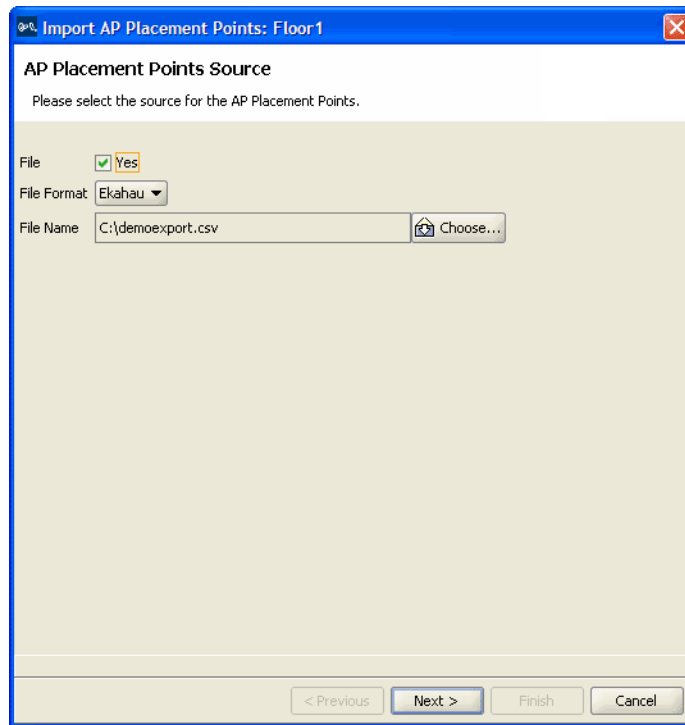 Import AP Placement Points: Floor1
AP Placement Points Source
Please select the source for the AP Placement Points.
File Yes
File Format Ekahau
File Name C:\demoexport.csv Choose...
< Previous Next > Finish Cancel